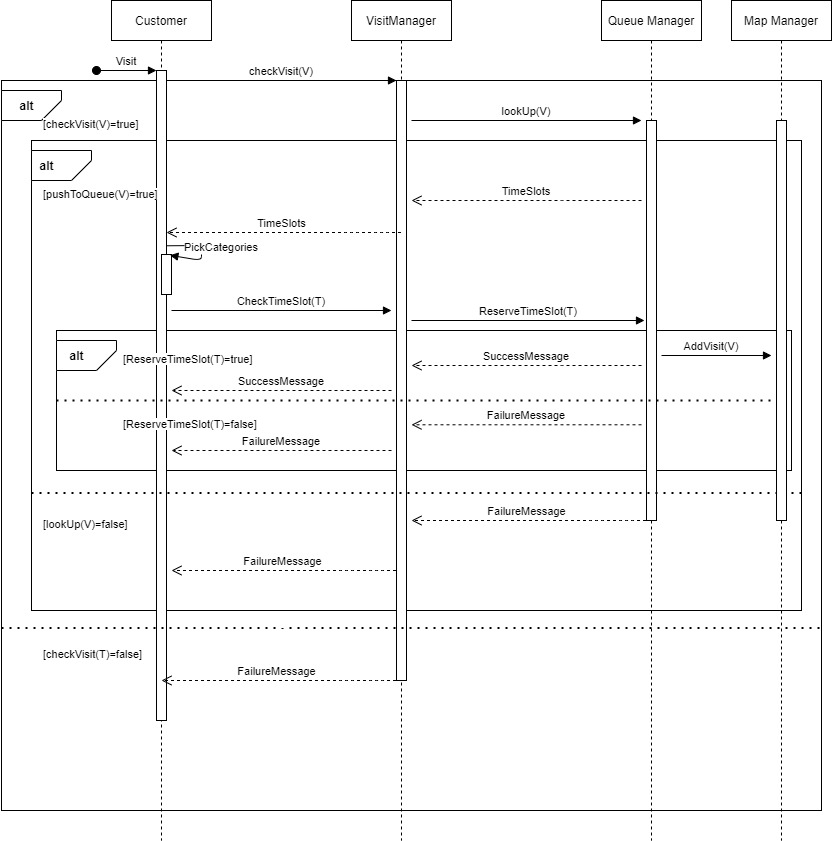 Customer
VisitManager
Queue Manager
Map Manager
Visit
checkVisit(V)
alt
[checkVisit(V)=true]
lookUp(V)
alt
[pushToQueue(V)=true]
TimeSlots
TimeSlots
PickCategories
CheckTimeSlot(T)
ReserveTimeSlot(T)
alt
[ReserveTimeSlot(T)=true]
AddVisit(V)
SuccessMessage
SuccessMessage
[ReserveTimeSlot(T)=false]
FailureMessage
FailureMessage
FailureMessage
[lookUp(V)=false]
FailureMessage
[checkVisit(T)=false]
FailureMessage